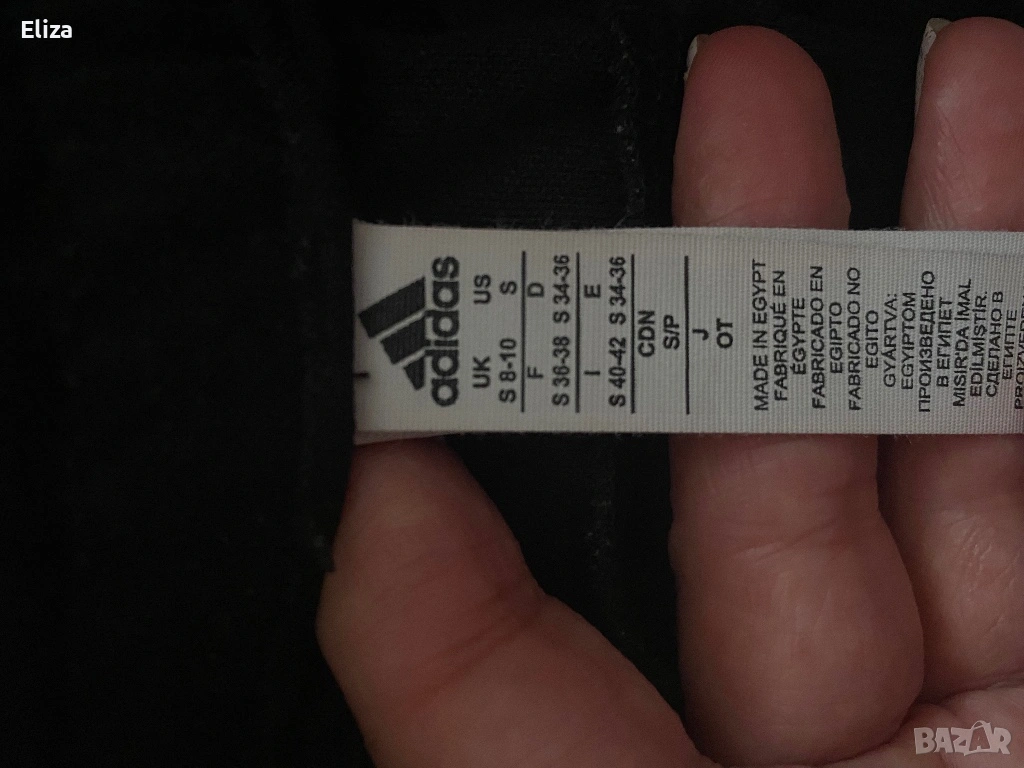 Eliza
adidas
UK US
S 8-10 S
F D
S 36-38 S 34-36
I E
S 40-42 S 34-36
CDN
S/P
J
OT
MADE IN EGYPT
FABRIQUÉ EN
ÉGYPTE
FABRICADO EN
EGIPTO
FABRICADO NO
EGITO
GYÁRTVA:
EGYIPTOM
ПРОИЗВЕДЕНО
В ЕГИПЕТ
MISIR'DA İMAL
EDİLMİŞTİR.
СДЕЛАНО В
ЕГИПТЕ
BAZAR